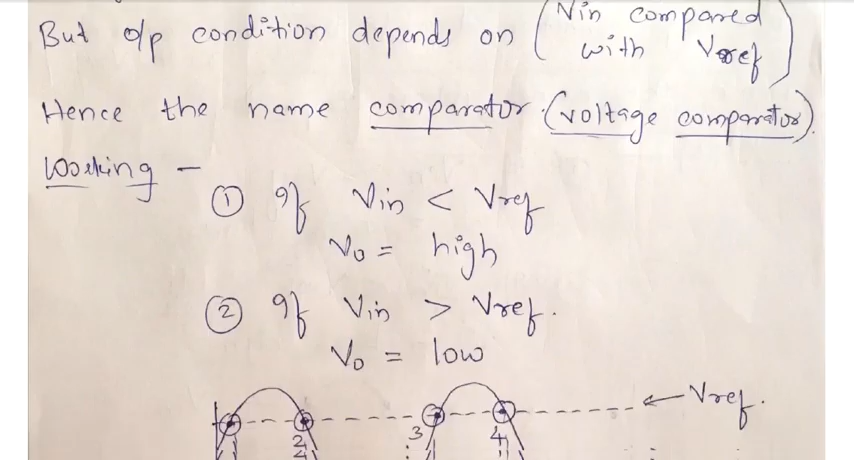 But o/p condition depends on (Vin compared
with Vref)
Hence the name comparator (voltage comparator).
Working -
① If Vin < Vref
Vo = high
② If Vin > Vref.
Vo = low
← Vref.
1 2 3 4